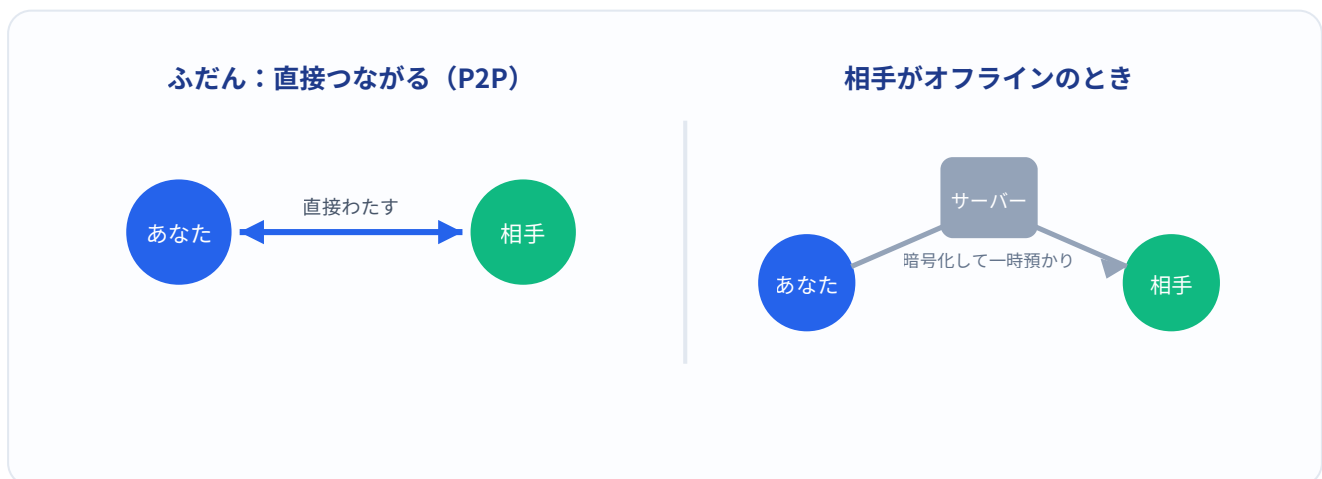 ふだん：直接つながる（P2P）
あなた
直接わたす
相手
相手がオフラインのとき
サーバー
あなた
暗号化して一時預かり
相手